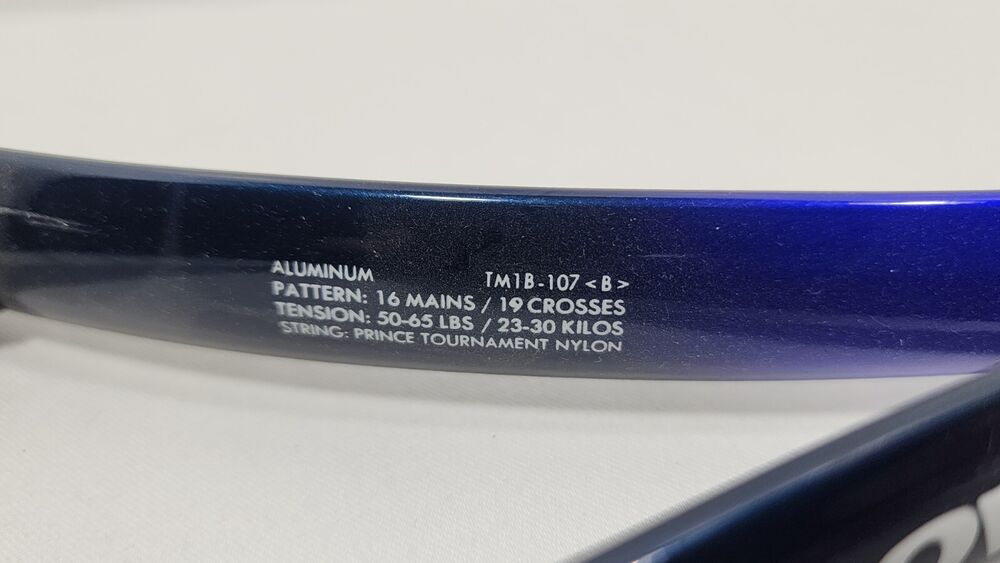 ALUMINUM TM1B-107 <B>
PATTERN: 16 MAINS / 19 CROSSES
TENSION: 50-65 LBS / 23-30 KILOS
STRING: PRINCE TOURNAMENT NYLON